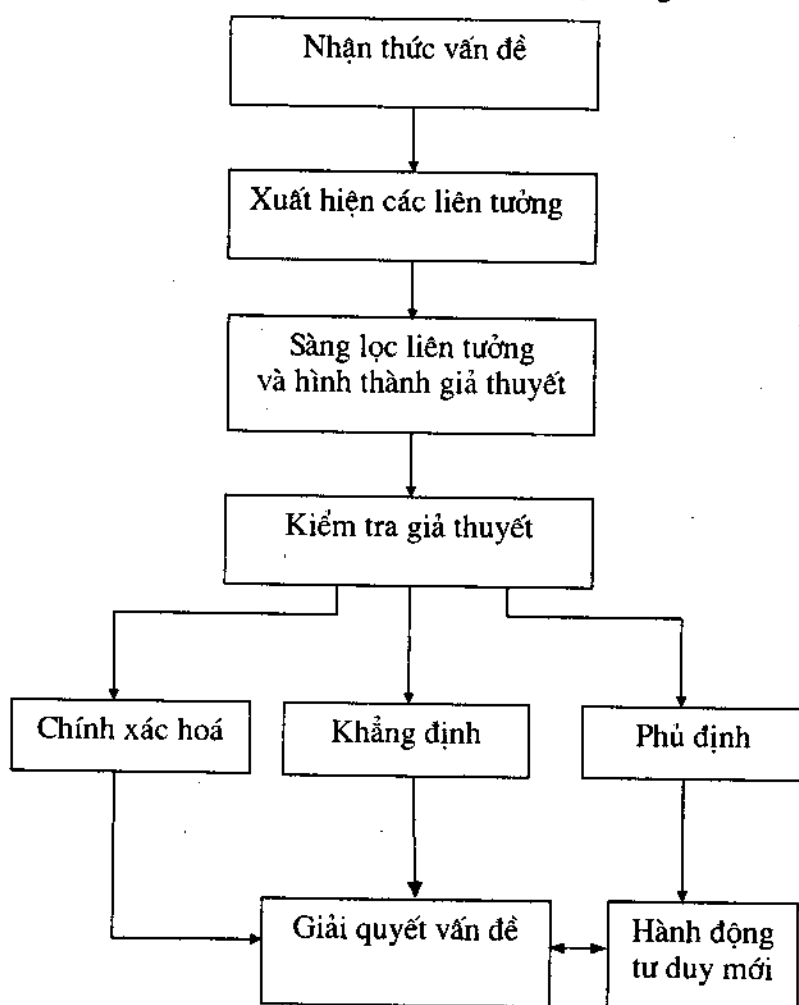 Nhận thức vấn đề
Xuất hiện các liên tưởng
Sàng lọc liên tưởng
và hình thành giả thuyết
Kiểm tra giả thuyết
Chính xác hoá
Khẳng định
Phủ định
Giải quyết vấn đề
Hành động
tư duy mới